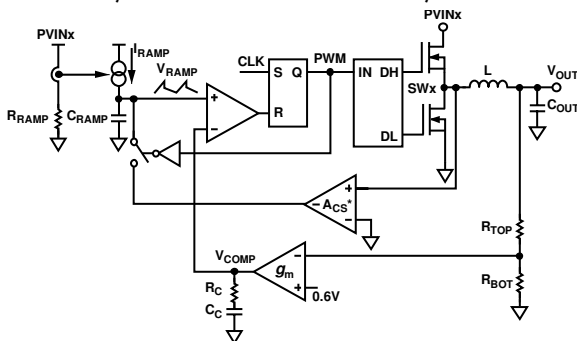 PVINx
PVINx
IRAMP
CLK
S
Q
PWM
IN
DH
VRAMP
SWx
L
VOUT
RRAMP
CRAMP
+
R
COUT
−
DL
+
− ACS*
−
RTOP
VCOMP
−
gm
RBOT
RC
+
0.6V
CC